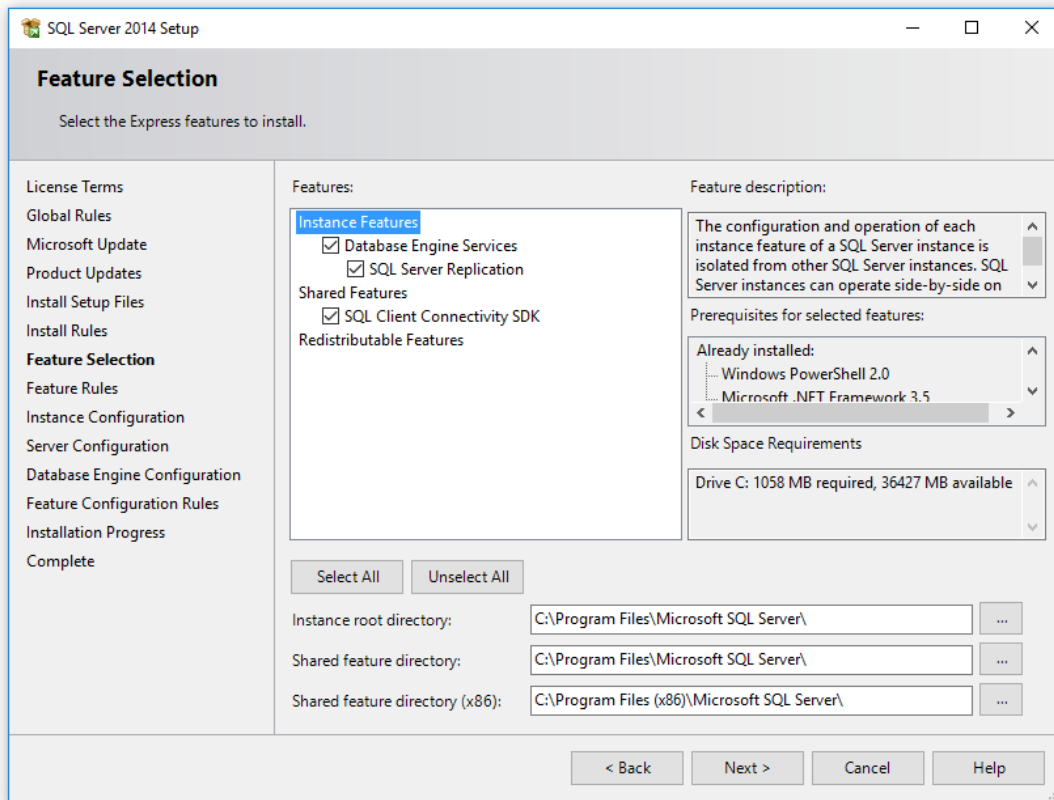 SQL Server 2014 Setup
Feature Selection
Select the Express features to install.
License Terms
Global Rules
Microsoft Update
Product Updates
Install Setup Files
Install Rules
Feature Selection
Feature Rules
Instance Configuration
Server Configuration
Database Engine Configuration
Feature Configuration Rules
Installation Progress
Complete
Features:
Instance Features
Database Engine Services
SQL Server Replication
Shared Features
SQL Client Connectivity SDK
Redistributable Features
Feature description:
The configuration and operation of each
instance feature of a SQL Server instance is
isolated from other SQL Server instances. SQL
Server instances can operate side-by-side on
Prerequisites for selected features:
Already installed:
Windows PowerShell 2.0
Microsoft .NET Framework 3.5
Disk Space Requirements
Drive C: 1058 MB required, 36427 MB available
Select All
Unselect All
Instance root directory:
C:\Program Files\Microsoft SQL Server\
...
Shared feature directory:
C:\Program Files\Microsoft SQL Server\
...
Shared feature directory (x86):
C:\Program Files (x86)\Microsoft SQL Server\
...
< Back
Next >
Cancel
Help